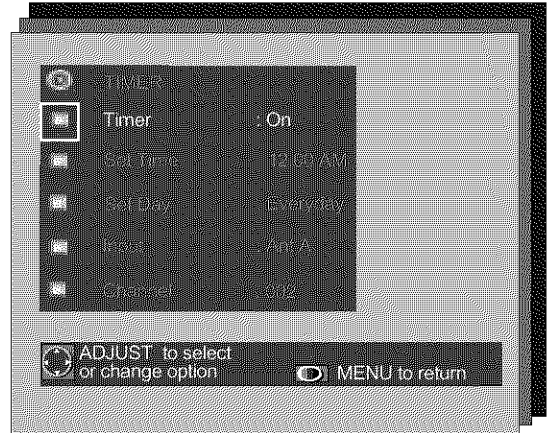 TIMER
Timer : On
Set Time 12:00 AM
Set Day Everyday
Input Ant A
Channel 002
ADJUST to select
or change option
MENU to return